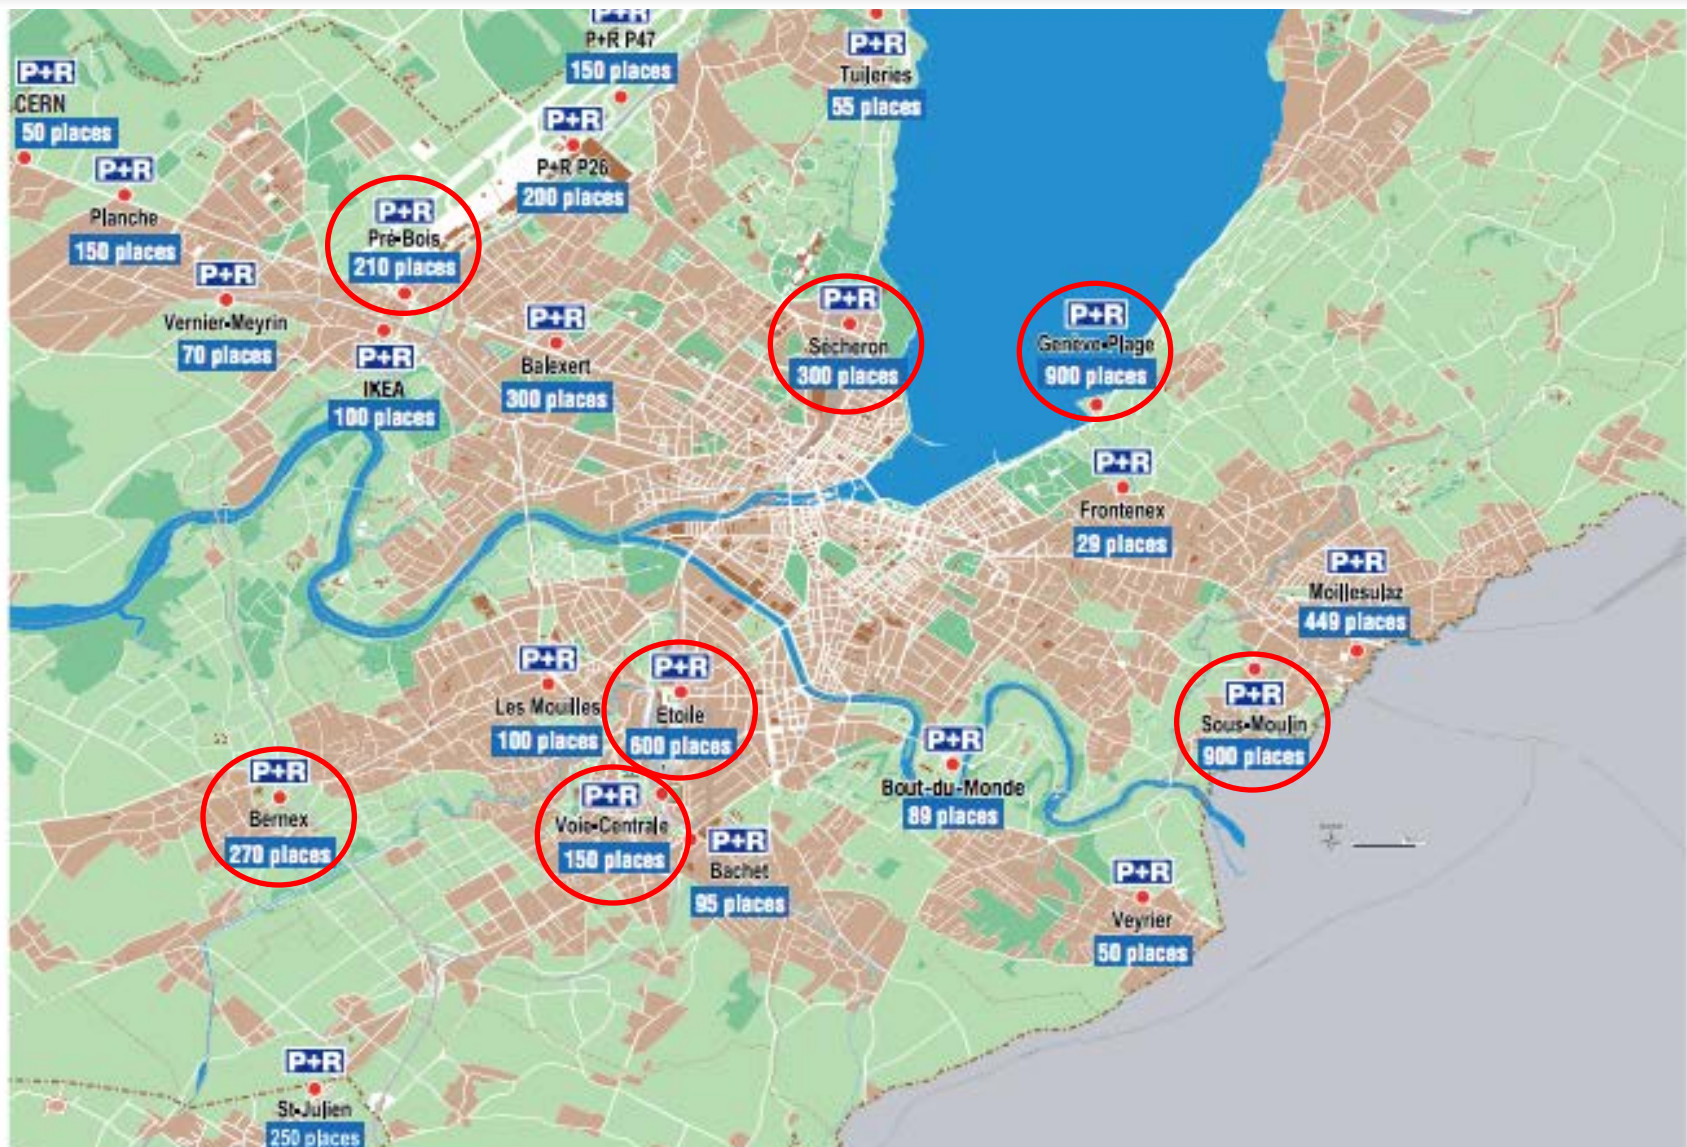 P+R
P+R P47
150 places
P+R
Tuileries
55 places
P+R
CERN
50 places
P+R
P+R P26
200 places
P+R
Planche
150 places
P+R
Pré-Bois
210 places
P+R
Vernier-Meyrin
70 places
P+R
IKEA
100 places
P+R
Balexert
300 places
P+R
Sécheron
300 places
P+R
Genève-Plage
900 places
P+R
Frontenex
29 places
P+R
Moillesulaz
449 places
P+R
Les Mouilles
100 places
P+R
Etoile
600 places
P+R
Sous-Moulin
900 places
P+R
Bernex
270 places
P+R
Voie-Centrale
150 places
P+R
Bout-du-Monde
89 places
P+R
Bachet
95 places
P+R
Veyrier
50 places
P+R
St-Julien
250 places